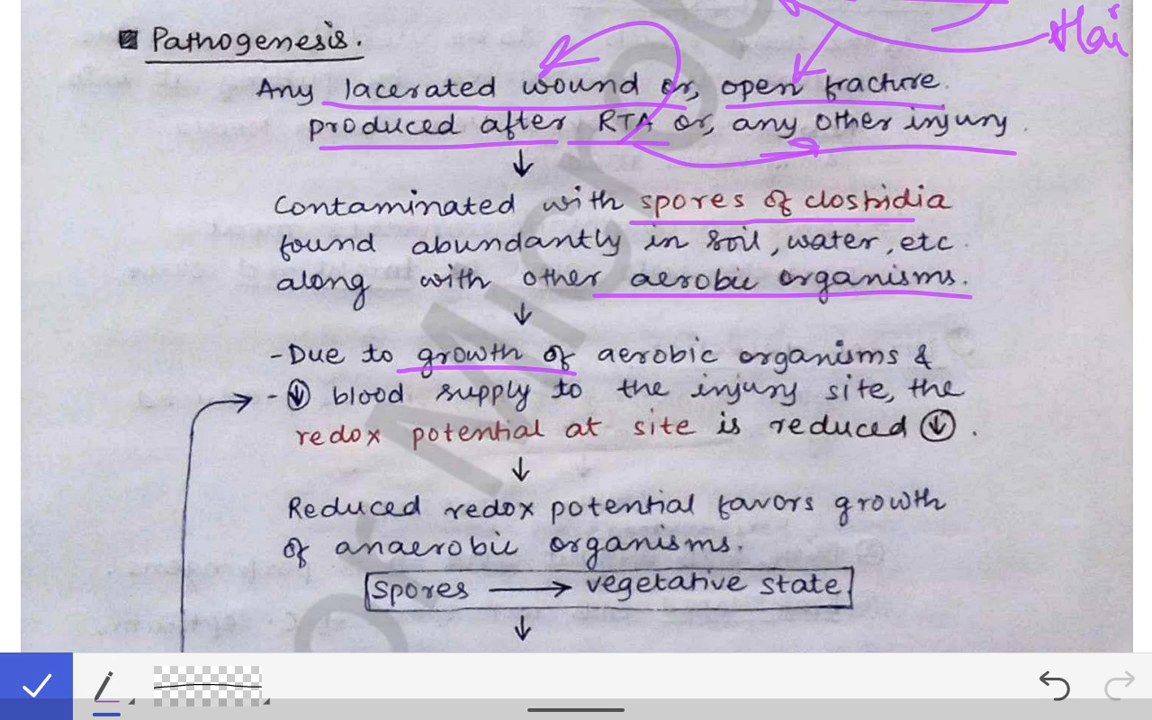 Hai
Pathogenesis.
Any lacerated wound or, open fracture
produced after RTA or, any other injury.
↓
Contaminated with spores of clostridia
found abundantly in soil, water, etc.
along with other aerobic organisms.
↓
- Due to growth of aerobic organisms &
- ↓ blood supply to the injury site, the
redox potential at site is reduced ↓.
↓
Reduced redox potential favors growth
of anaerobic organisms.
Spores → vegetative state
↓